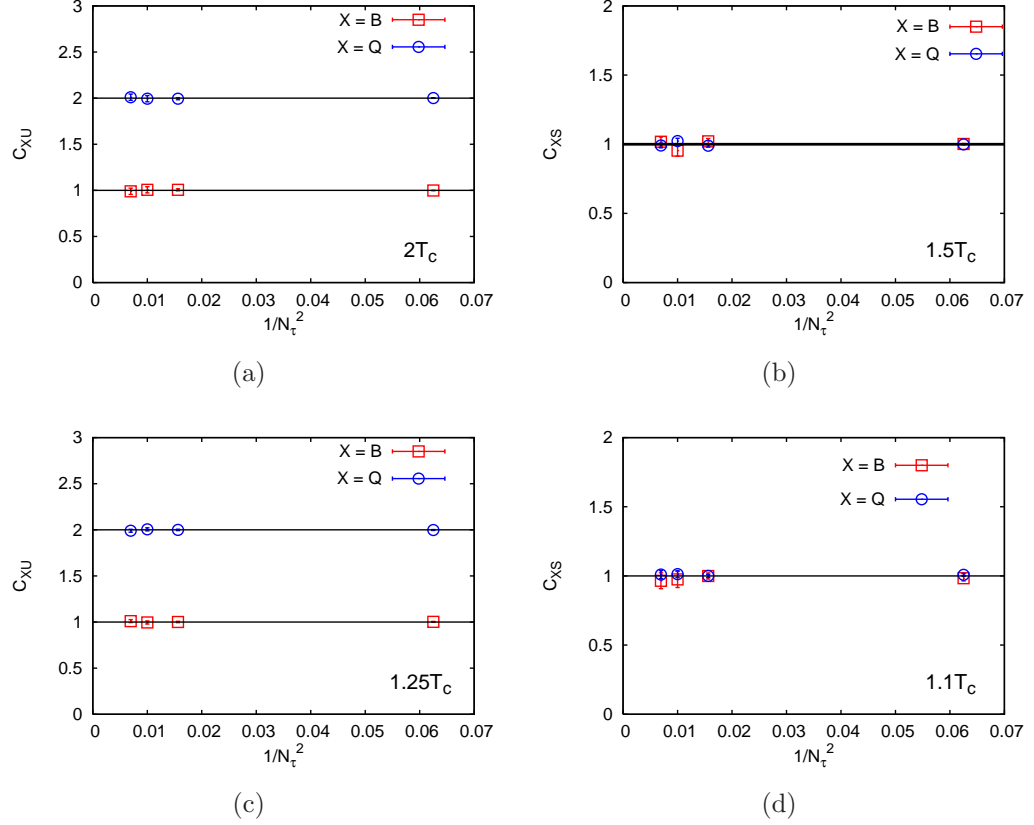 3
2.5
2
1.5
1
0.5
0
C_XU
X = B
X = Q
2T_c
0 0.01 0.02 0.03 0.04 0.05 0.06 0.07
1/N_τ^2
(a)
2
1.5
1
0.5
0
C_XS
X = B
X = Q
1.5T_c
0 0.01 0.02 0.03 0.04 0.05 0.06 0.07
1/N_τ^2
(b)
3
2.5
2
1.5
1
0.5
0
C_XU
X = B
X = Q
1.25T_c
0 0.01 0.02 0.03 0.04 0.05 0.06 0.07
1/N_τ^2
(c)
2
1.5
1
0.5
0
C_XS
X = B
X = Q
1.1T_c
0 0.01 0.02 0.03 0.04 0.05 0.06 0.07
1/N_τ^2
(d)